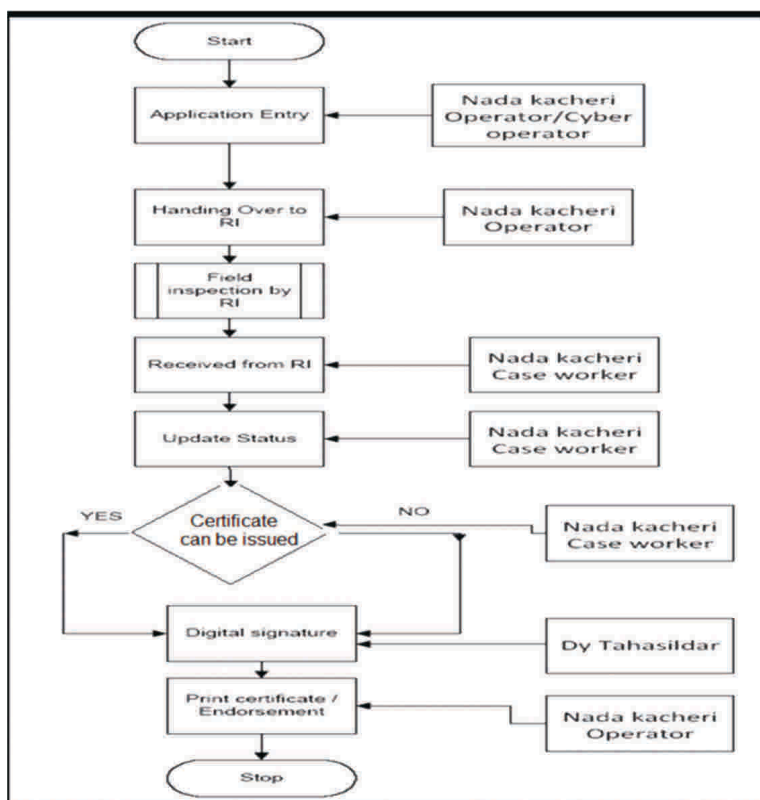 Start
Application Entry
Nada kacheri
Operator/Cyber
operator
Handing Over to
RI
Nada kacheri
Operator
Field
inspection by
RI
Received from RI
Nada kacheri
Case worker
Update Status
Nada kacheri
Case worker
YES
Certificate
can be issued
NO
Nada kacheri
Case worker
Digital signature
Dy Tahasildar
Print certificate /
Endorsement
Nada kacheri
Operator
Stop